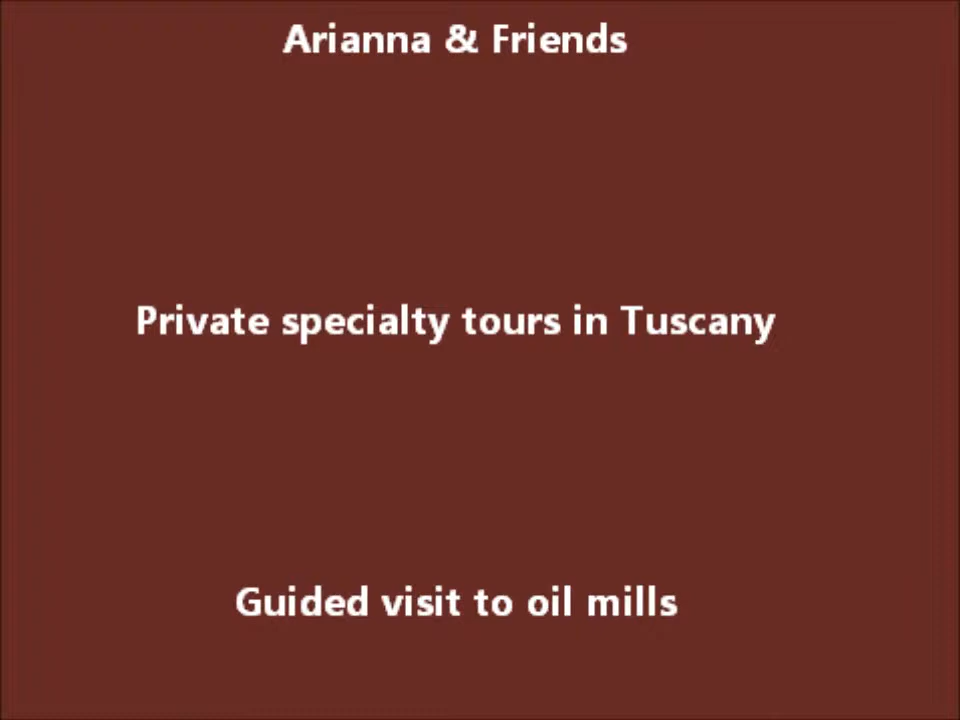 Arianna & Friends
Private specialty tours in Tuscany
Guided visit to oil mills